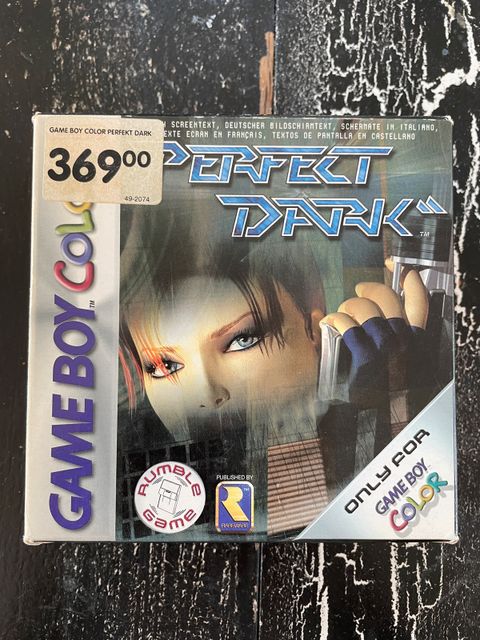 GAME BOY COLOR PERFEKT DARK
369⁰⁰
49-2074
SCREENTEXT, DEUTSCHER BILDSCHIRMTEXT, SCHERMATE IN ITALIANO,
ECRAN EN FRANÇAIS, TEXTOS DE PANTALLA EN CASTELLANO
PERFECT
DARK
TM
GAME BOY COLOR
TM
RUMBLE
GAME
PUBLISHED BY
R
RAREWARE
ONLY FOR
GAME BOY
COLOR